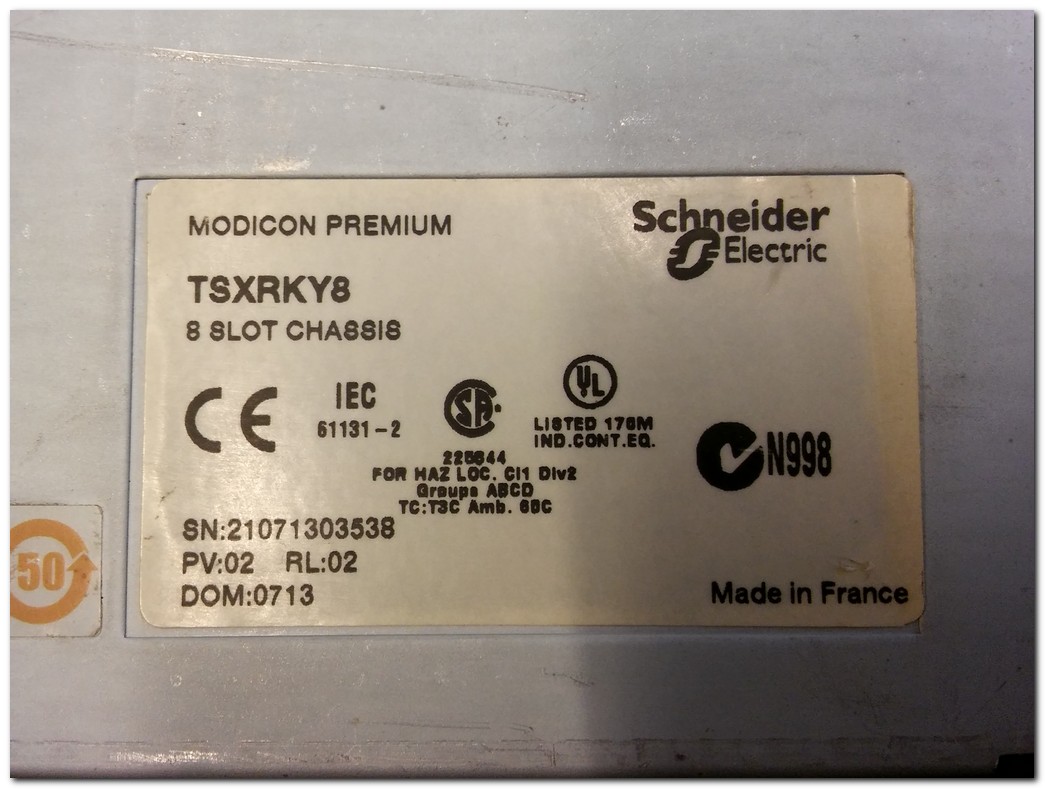 MODICON PREMIUM
Schneider
Electric
TSXRKY8
8 SLOT CHASSIS
CE
IEC
61131-2
SA
UL
LISTED 176M
IND.CONT.EQ.
N998
FOR HAZ LOC. Cl1 Div2
Groups ABCD
TC:T3C Amb. 60C
SN:21071303538
PV:02 RL:02
DOM:0713
Made in France
50